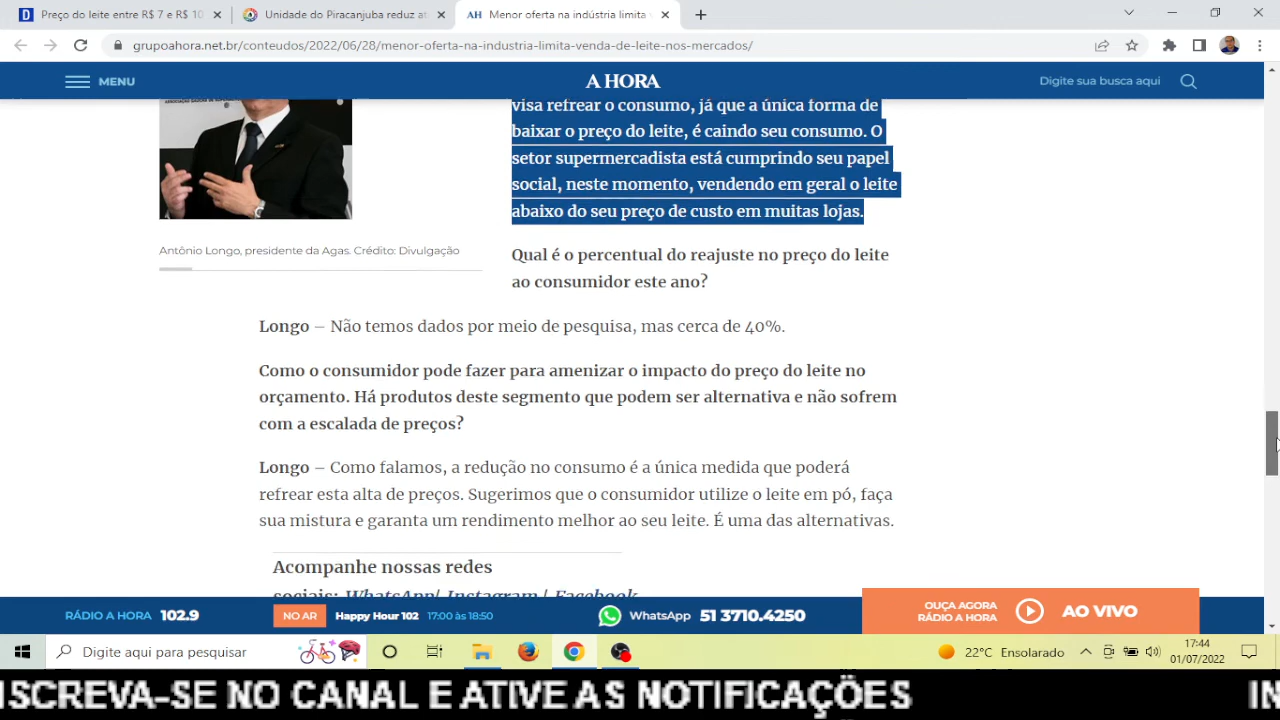 Preço do leite entre R$ 7 e R$ 10
Unidade do Piracanjuba reduz at
Menor oferta na indústria limita v
grupoahora.net.br/conteudos/2022/06/28/menor-oferta-na-industria-limita-venda-de-leite-nos-mercados/
MENU
A HORA
Digite sua busca aqui
visa refrear o consumo, já que a única forma de
baixar o preço do leite, é caindo seu consumo. O
setor supermercadista está cumprindo seu papel
social, neste momento, vendendo em geral o leite
abaixo do seu preço de custo em muitas lojas.
Antônio Longo, presidente da Agas. Crédito: Divulgação
Qual é o percentual do reajuste no preço do leite
ao consumidor este ano?
Longo – Não temos dados por meio de pesquisa, mas cerca de 40%.
Como o consumidor pode fazer para amenizar o impacto do preço do leite no
orçamento. Há produtos deste segmento que podem ser alternativa e não sofrem
com a escalada de preços?
Longo – Como falamos, a redução no consumo é a única medida que poderá
refrear esta alta de preços. Sugerimos que o consumidor utilize o leite em pó, faça
sua mistura e garanta um rendimento melhor ao seu leite. É uma das alternativas.
Acompanhe nossas redes
sociais: WhatsApp/ Instagram / Facebook
RÁDIO A HORA 102.9
NO AR
Happy Hour 102 17:00 às 18:50
WhatsApp 51 3710.4250
OUÇA AGORA
RÁDIO A HORA
AO VIVO
Digite aqui para pesquisar
22°C Ensolarado
17:44
01/07/2022
ISCREVA-SE NO CANAL E ATIVE AS NOTIFICAÇÕES
IN